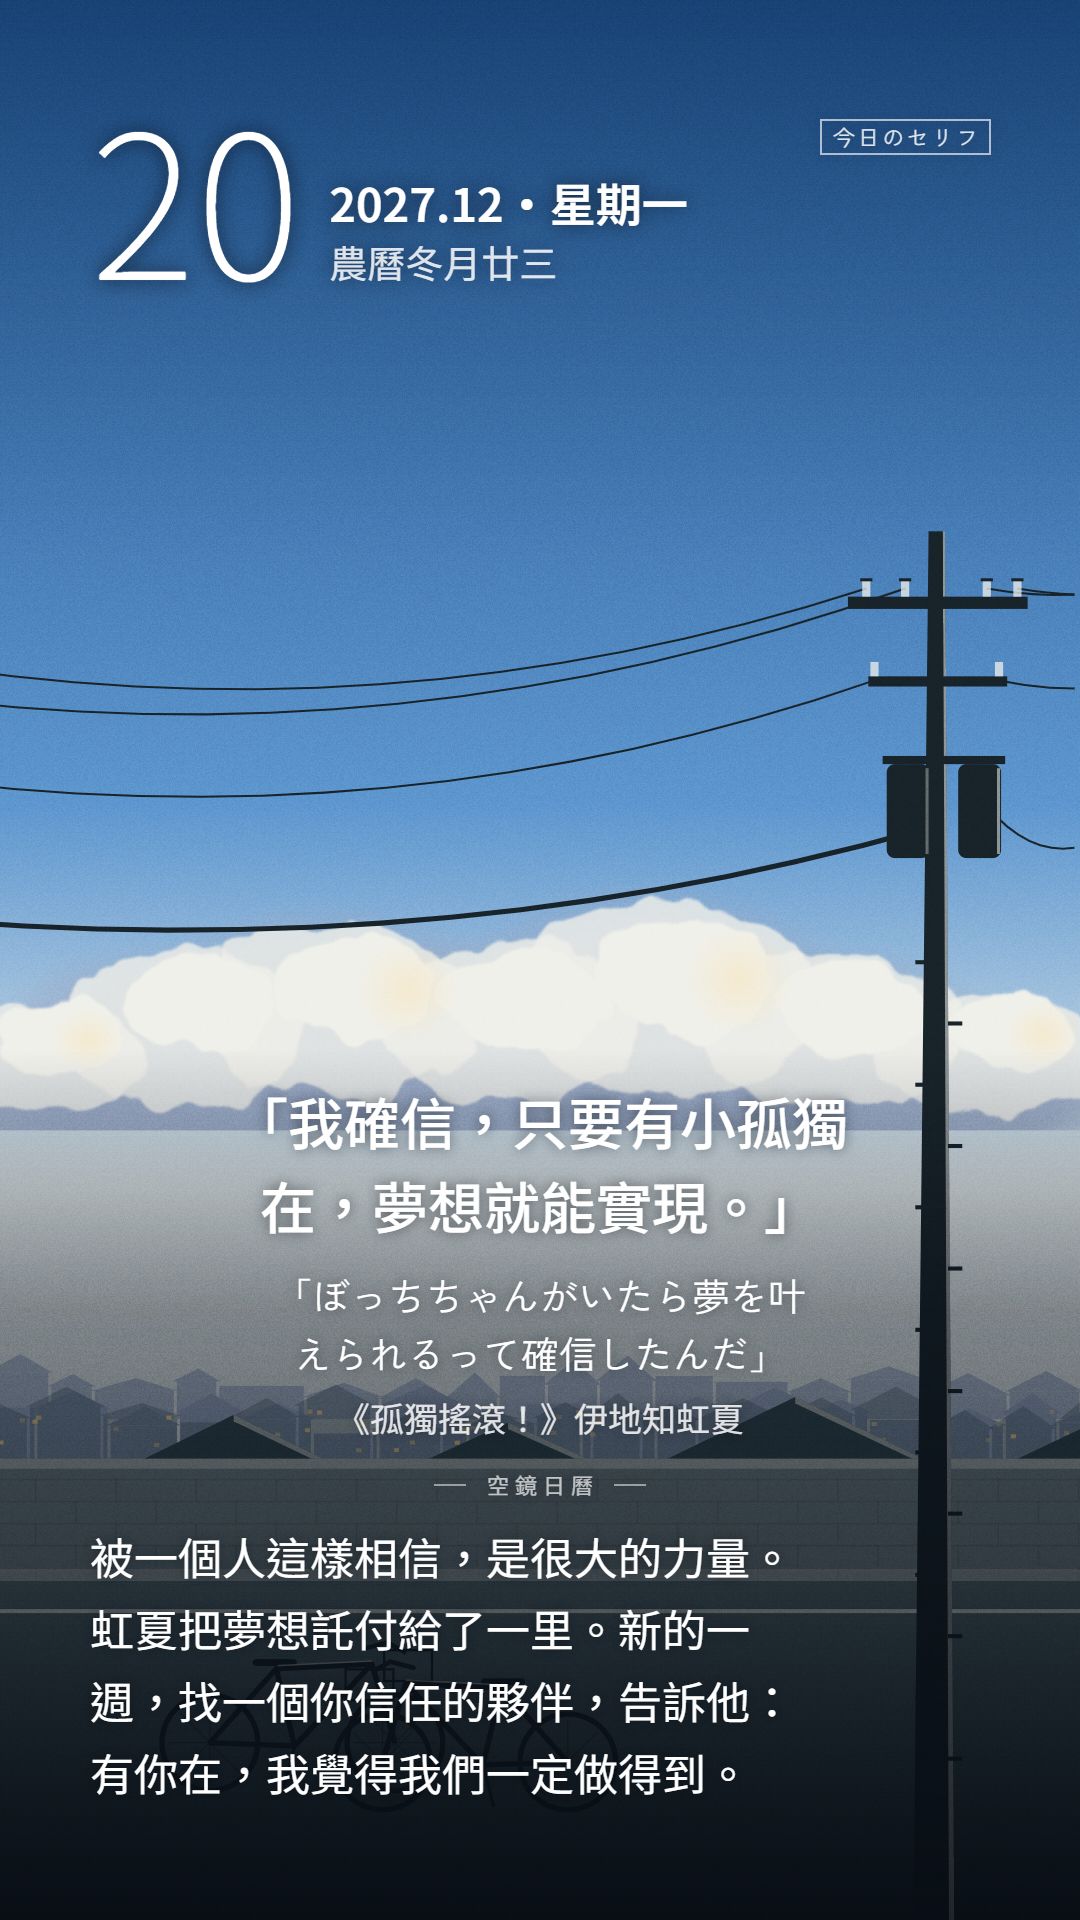 今日のセリフ
20
2027.12・星期一
農曆冬月廿三
「我確信，只要有小孤獨
在，夢想就能實現。」
「ぼっちちゃんがいたら夢を叶
えられるって確信したんだ」
《孤獨搖滾！》伊地知虹夏
空鏡日曆
被一個人這樣相信，是很大的力量。
虹夏把夢想託付給了一里。新的一
週，找一個你信任的夥伴，告訴他：
有你在，我覺得我們一定做得到。